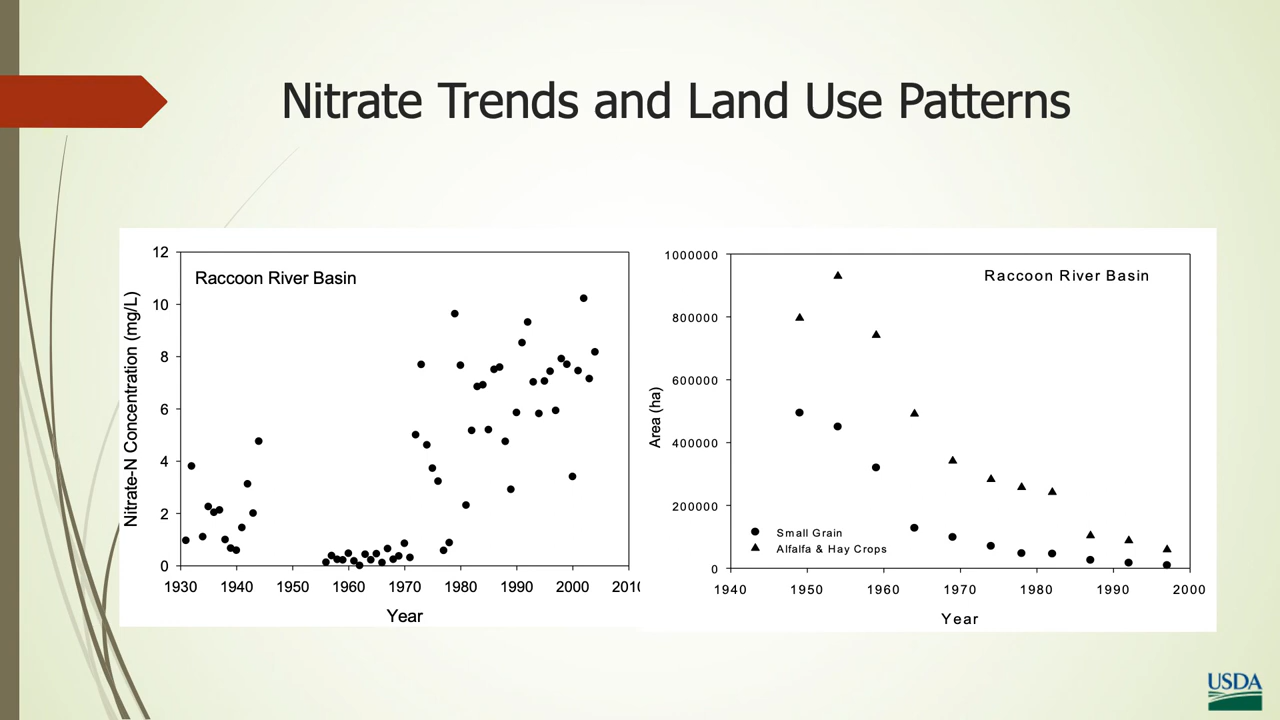 Nitrate Trends and Land Use Patterns
Nitrate-N Concentration (mg/L)
12
10
8
6
4
2
0
Raccoon River Basin
1930 1940 1950 1960 1970 1980 1990 2000 201
Year
Area (ha)
1000000
800000
600000
400000
200000
0
Raccoon River Basin
Small Grain
Alfalfa & Hay Crops
1940 1950 1960 1970 1980 1990 2000
Year
USDA